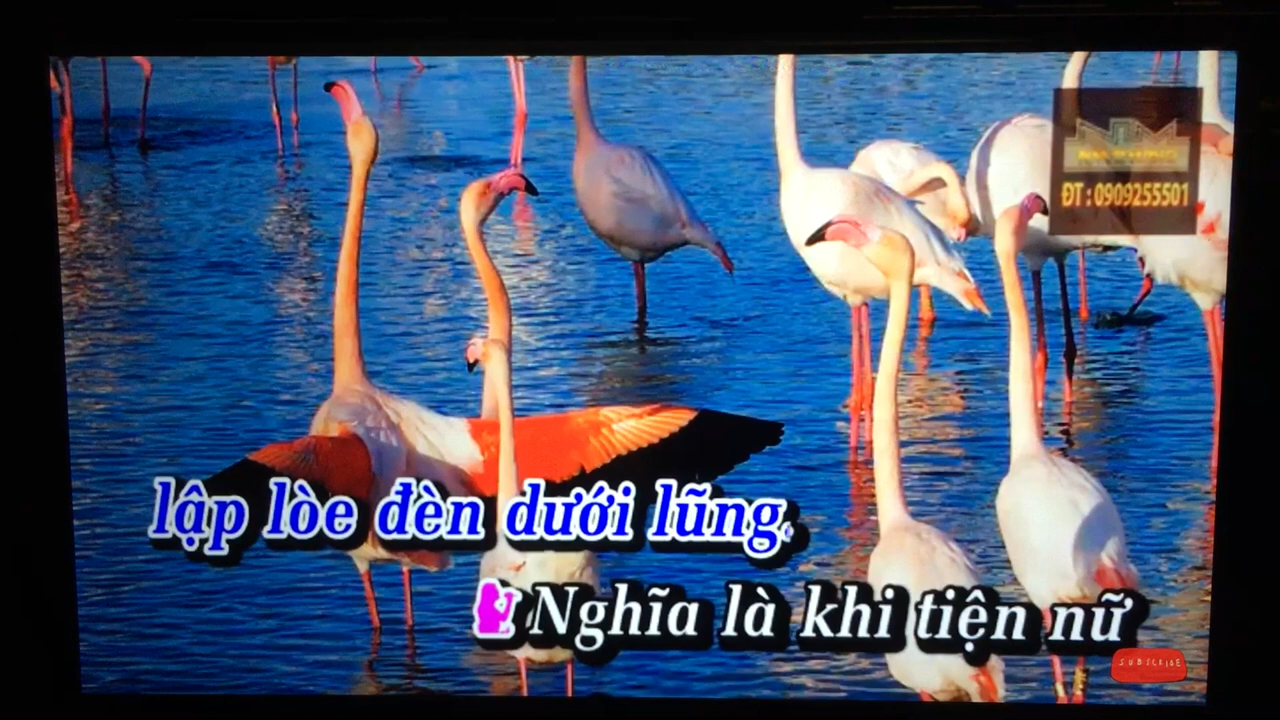 ĐT : 0909255501
lập lòe đèn dưới lũng.
Nghĩa là khi tiện nữ
SUBSCRIBE